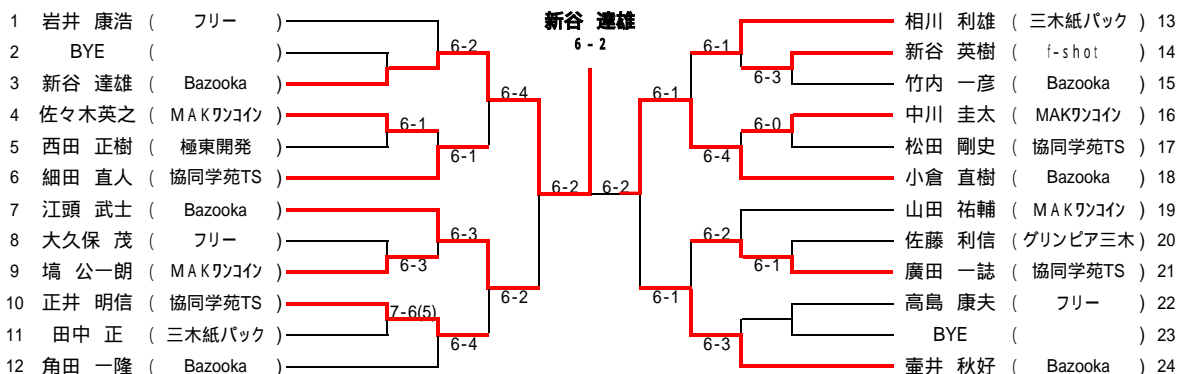 新谷 達雄
6-2
1 岩井 康浩 ( フリー )
2 BYE ( )
3 新谷 達雄 ( Bazooka )
4 佐々木英之 ( MAKワンコイン )
5 西田 正樹 ( 極東開発 )
6 細田 直人 ( 協同学苑TS )
7 江頭 武士 ( Bazooka )
8 大久保 茂 ( フリー )
9 塙 公一朗 ( MAKワンコイン )
10 正井 明信 ( 協同学苑TS )
11 田中 正 ( 三木紙パック )
12 角田 一隆 ( Bazooka )
6-2
6-4
6-1
6-1
6-2
6-3
6-3
6-2
7-6(5)
6-4
相川 利雄 ( 三木紙パック ) 13
新谷 英樹 ( f-shot ) 14
竹内 一彦 ( Bazooka ) 15
中川 圭太 ( MAKワンコイン ) 16
松田 剛史 ( 協同学苑TS ) 17
小倉 直樹 ( Bazooka ) 18
山田 祐輔 ( MAKワンコイン ) 19
佐藤 利信 ( グリンピア三木 ) 20
廣田 一誌 ( 協同学苑TS ) 21
高島 康夫 ( フリー ) 22
BYE ( ) 23
壷井 秋好 ( Bazooka ) 24
6-1
6-3
6-1
6-0
6-4
6-2
6-2
6-1
6-1
6-3